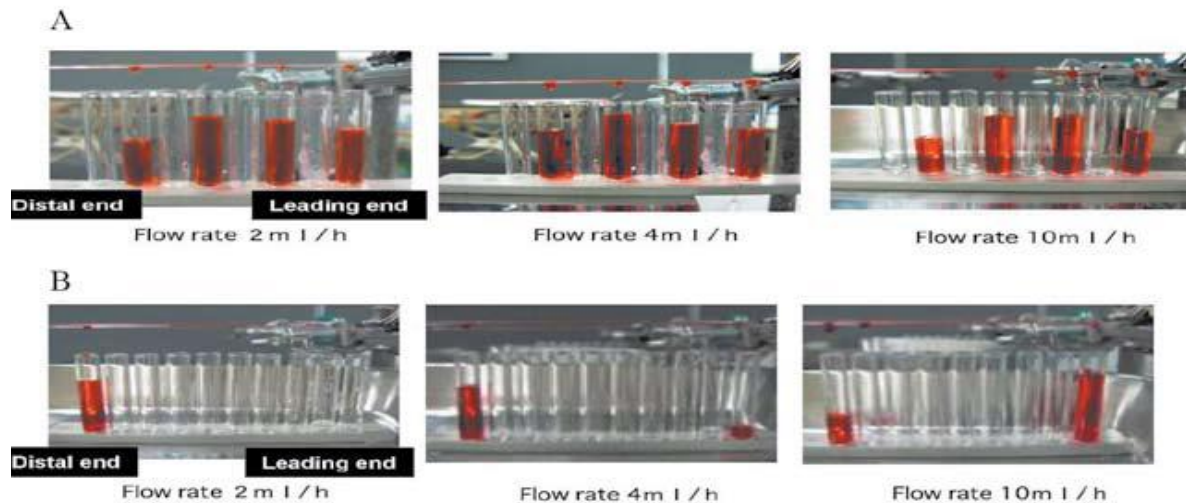 A
Distal end
Leading end
Flow rate 2 m l / h
Flow rate 4m l / h
Flow rate 10m l / h
B
Distal end
Leading end
Flow rate 2 m l / h
Flow rate 4m l / h
Flow rate 10m l / h